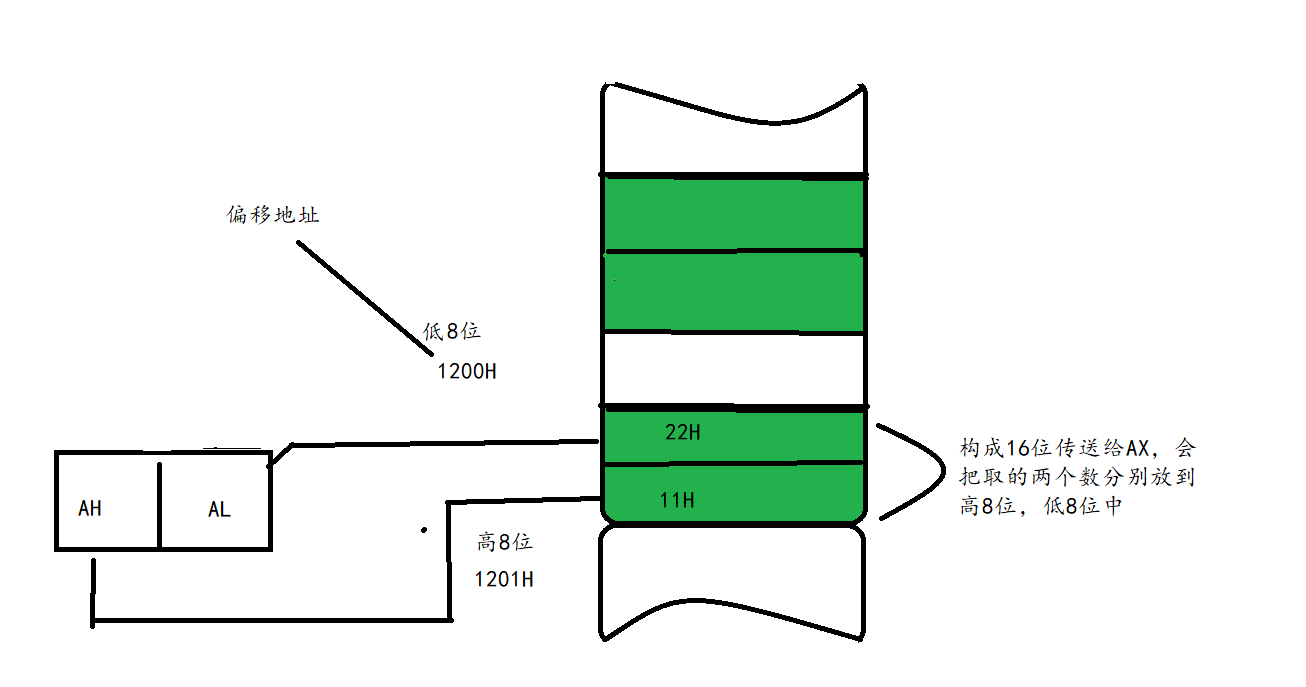 偏移地址
低8位
1200H
22H
构成16位传送给AX，会
把取的两个数分别放到
高8位，低8位中
11H
AH
AL
高8位
1201H